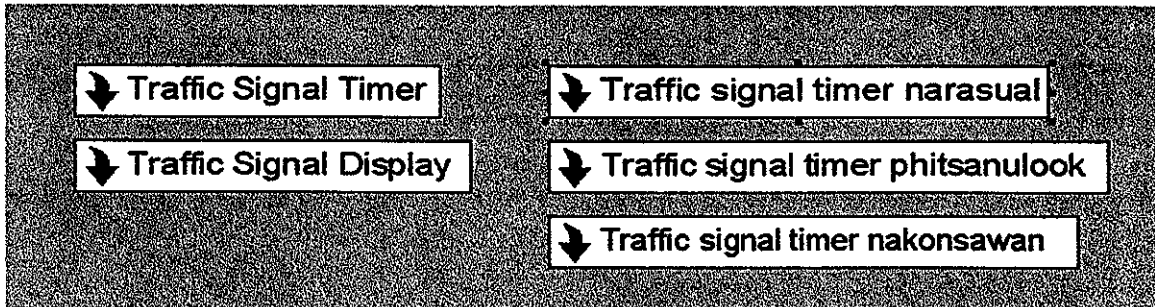 Traffic Signal Timer
Traffic Signal Display
Traffic signal timer narasual
Traffic signal timer phitsanulook
Traffic signal timer nakonsawan